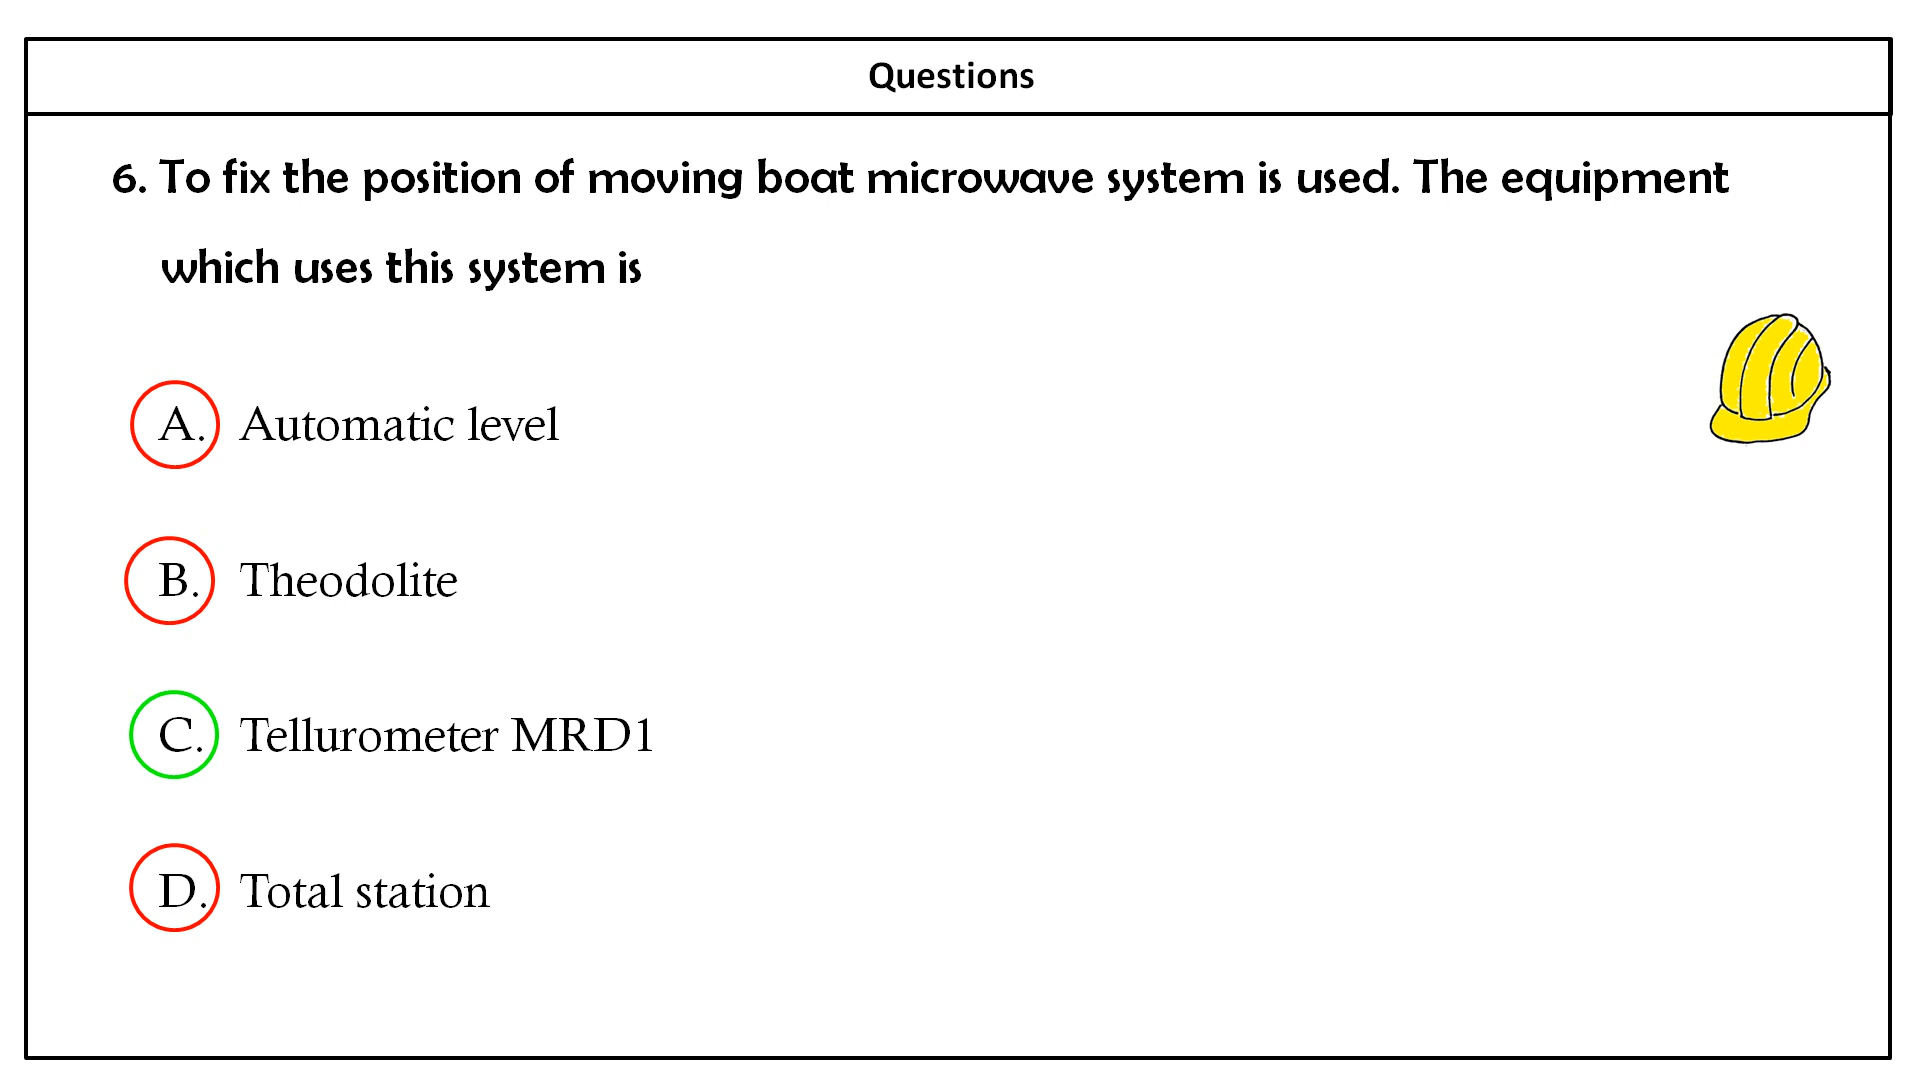 Questions
6. To fix the position of moving boat microwave system is used. The equipment
which uses this system is
A. Automatic level
B. Theodolite
C. Tellurometer MRD1
D. Total station